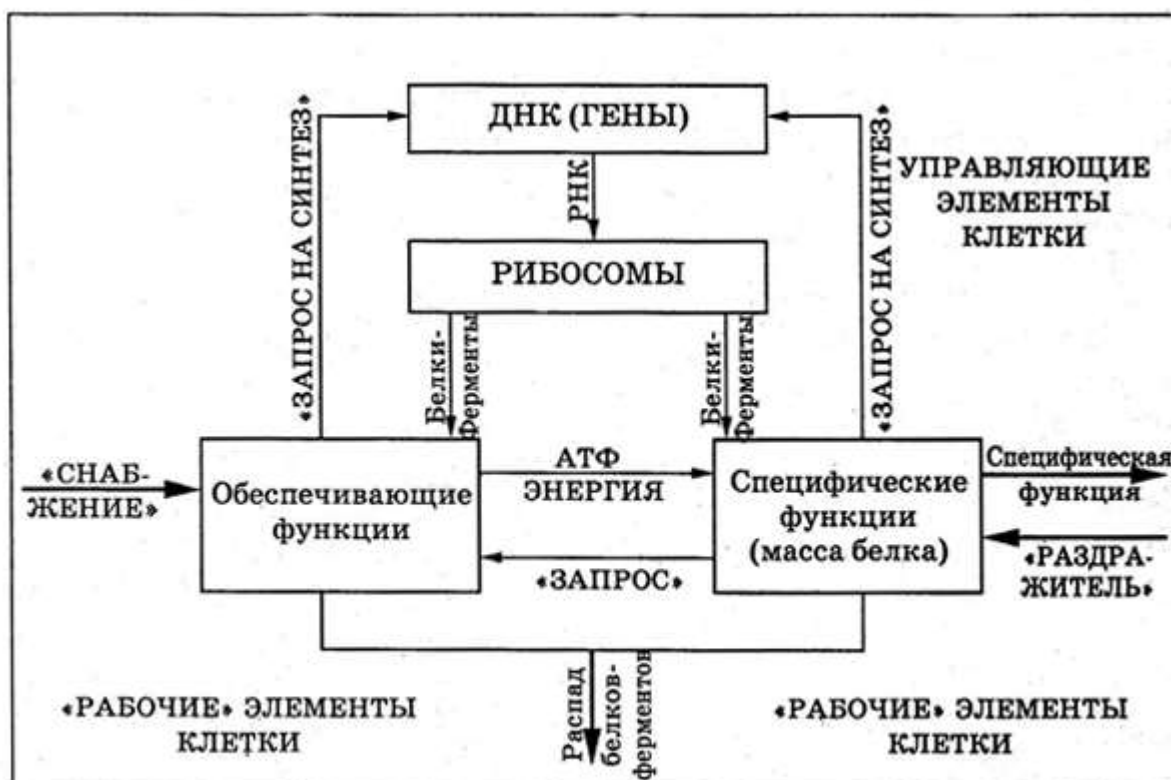 ДНК (ГЕНЫ)
«ЗАПРОС НА СИНТЕЗ»
РНК
«ЗАПРОС НА СИНТЕЗ»
УПРАВЛЯЮЩИЕ
ЭЛЕМЕНТЫ
КЛЕТКИ
РИБОСОМЫ
Белки-
Ферменты
Белки-
Ферменты
«СНАБ-
ЖЕНИЕ»
Обеспечивающие
функции
АТФ
ЭНЕРГИЯ
«ЗАПРОС»
Специфические
функции
(масса белка)
Специфическая
функция
«РАЗДРА-
ЖИТЕЛЬ»
«РАБОЧИЕ» ЭЛЕМЕНТЫ
КЛЕТКИ
Распад
белков-
ферментов
«РАБОЧИЕ» ЭЛЕМЕНТЫ
КЛЕТКИ